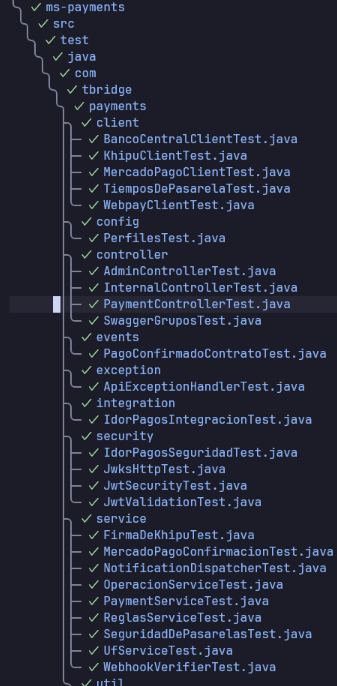 ms-payments
src
test
java
com
tbridge
payments
client
BancoCentralClientTest.java
KhipuClientTest.java
MercadoPagoClientTest.java
TiemposDePasarelaTest.java
WebpayClientTest.java
config
PerfilesTest.java
controller
AdminControllerTest.java
InternalControllerTest.java
PaymentControllerTest.java
SwaggerGruposTest.java
events
PagoConfirmadoContratoTest.java
exception
ApiExceptionHandlerTest.java
integration
IdorPagosIntegracionTest.java
security
IdorPagosSeguridadTest.java
JwksHttpTest.java
JwtSecurityTest.java
JwtValidationTest.java
service
FirmaDeKhipuTest.java
MercadoPagoConfirmacionTest.java
NotificationDispatcherTest.java
OperacionServiceTest.java
PaymentServiceTest.java
ReglasServiceTest.java
SeguridadDePasarelasTest.java
UfServiceTest.java
WebhookVerifierTest.java
util